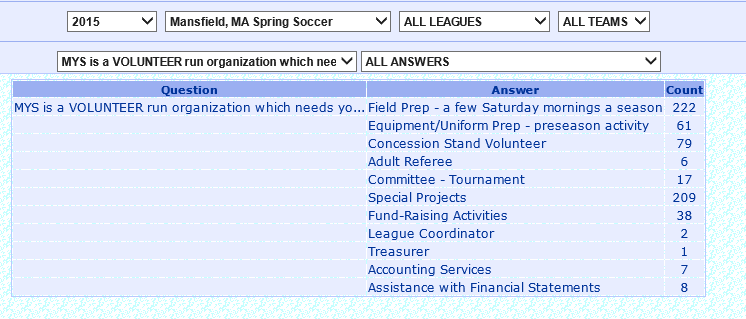 2015 Mansfield, MA Spring Soccer ALL LEAGUES ALL TEAMS
MYS is a VOLUNTEER run organization which nee ALL ANSWERS
Question Answer Count
MYS is a VOLUNTEER run organization which needs yo... Field Prep - a few Saturday mornings a season 222
Equipment/Uniform Prep - preseason activity 61
Concession Stand Volunteer 79
Adult Referee 6
Committee - Tournament 17
Special Projects 209
Fund-Raising Activities 38
League Coordinator 2
Treasurer 1
Accounting Services 7
Assistance with Financial Statements 8